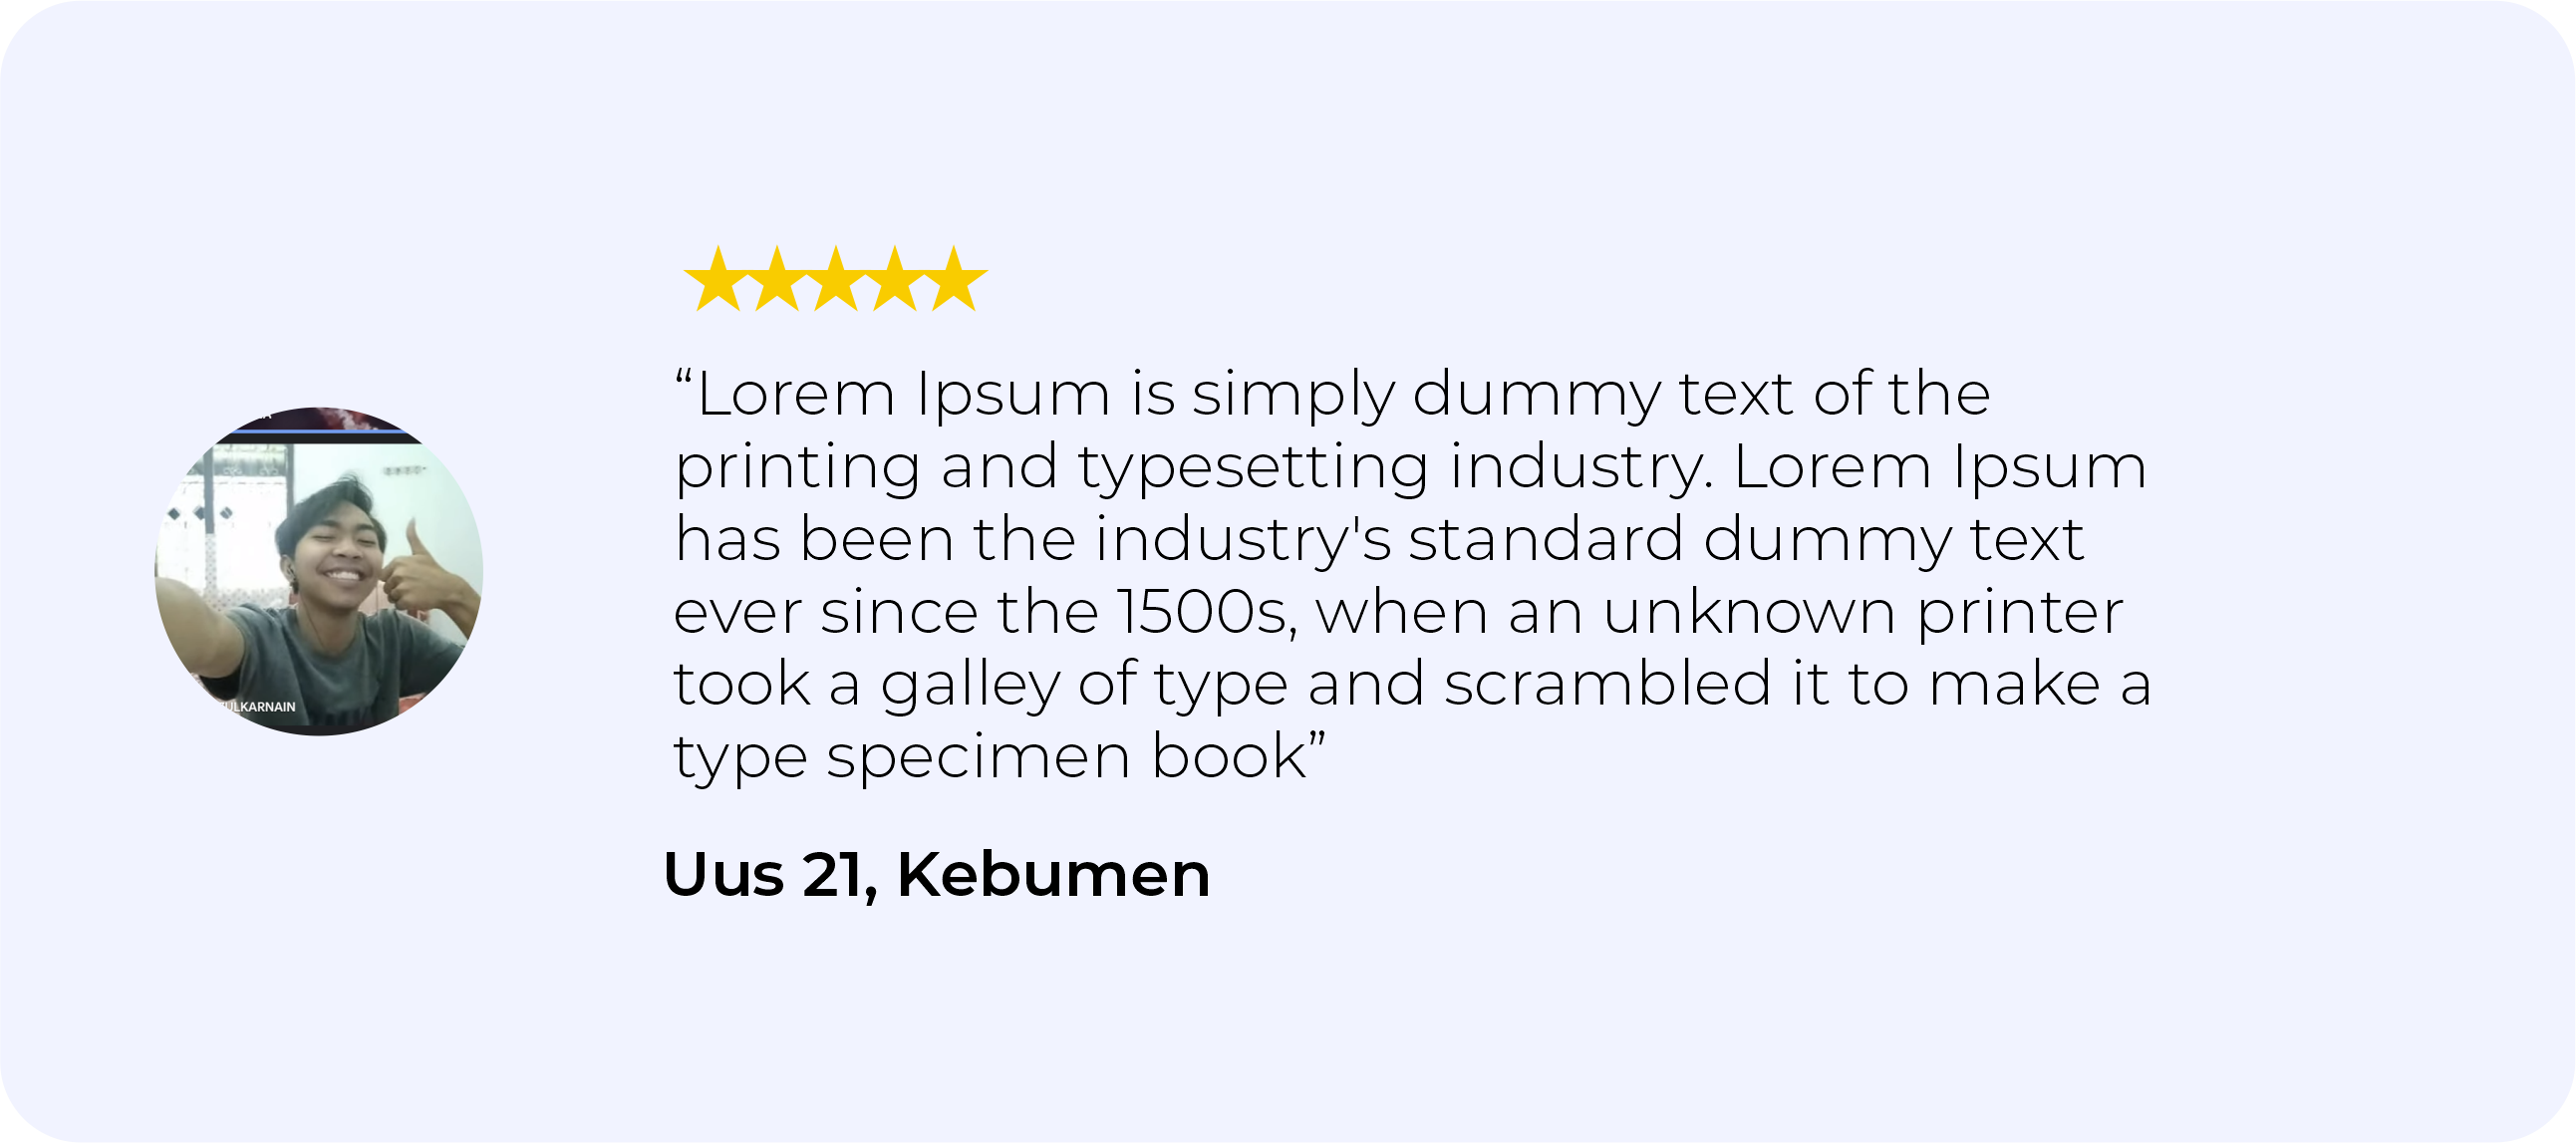 “Lorem Ipsum is simply dummy text of the
printing and typesetting industry. Lorem Ipsum
has been the industry's standard dummy text
ever since the 1500s, when an unknown printer
took a galley of type and scrambled it to make a
type specimen book”
Uus 21, Kebumen